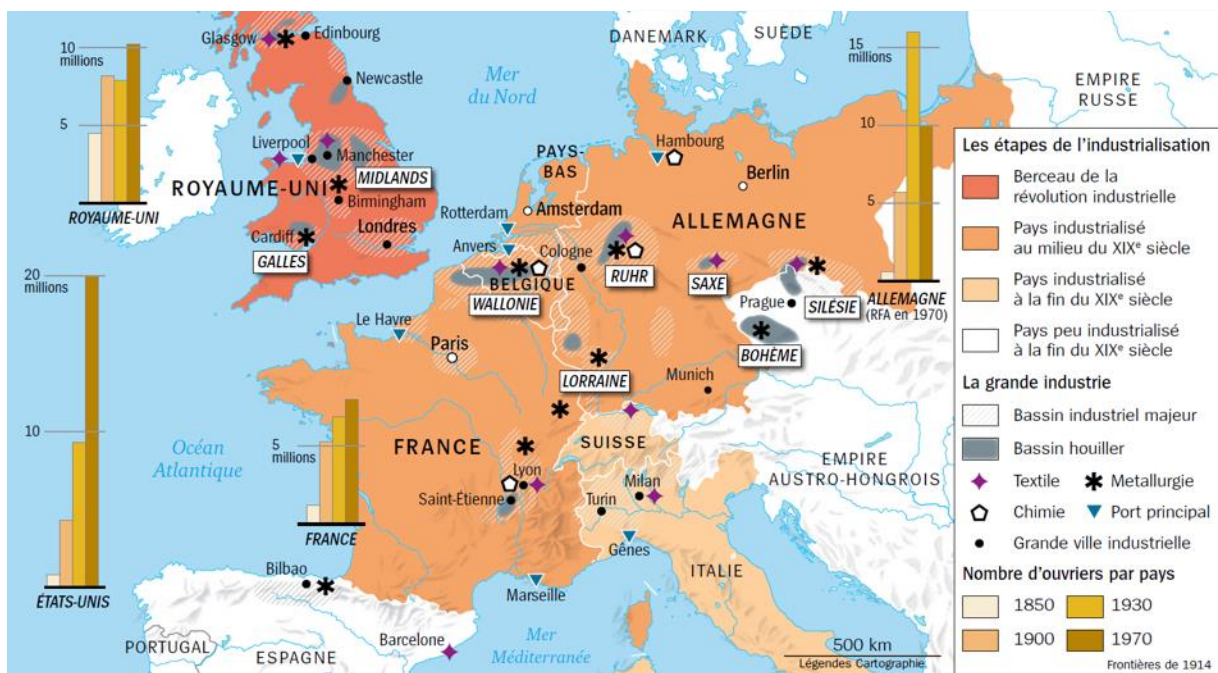 10
millions
5
ROYAUME-UNI
20
millions
10
ÉTATS-UNIS
5
millions
FRANCE
15
millions
10
5
ALLEMAGNE
(RFA en 1970)
Glasgow
Edinbourg
Newcastle
Mer
du Nord
DANEMARK
SUÈDE
EMPIRE
RUSSE
Liverpool
Manchester
MIDLANDS
ROYAUME-UNI
Birmingham
Cardiff
Londres
GALLES
PAYS-
BAS
Hambourg
Berlin
Amsterdam
Rotterdam
ALLEMAGNE
Anvers
Cologne
RUHR
SAXE
BELGIQUE
WALLONIE
SILÉSIE
Prague
BOHÈME
Le Havre
Paris
LORRAINE
Munich
Océan
Atlantique
FRANCE
SUISSE
EMPIRE
AUSTRO-HONGROIS
Lyon
Saint-Étienne
Milan
Turin
Gênes
ITALIE
Bilbao
Marseille
Barcelone
PORTUGAL
ESPAGNE
Mer
Méditerranée
500 km
Légendes Cartographie
Les étapes de l'industrialisation
Berceau de la
révolution industrielle
Pays industrialisé
au milieu du XIXe siècle
Pays industrialisé
à la fin du XIXe siècle
Pays peu industrialisé
à la fin du XIXe siècle
La grande industrie
Bassin industriel majeur
Bassin houiller
Textile
Métallurgie
Chimie
Port principal
Grande ville industrielle
Nombre d'ouvriers par pays
1850
1930
1900
1970
Frontières de 1914